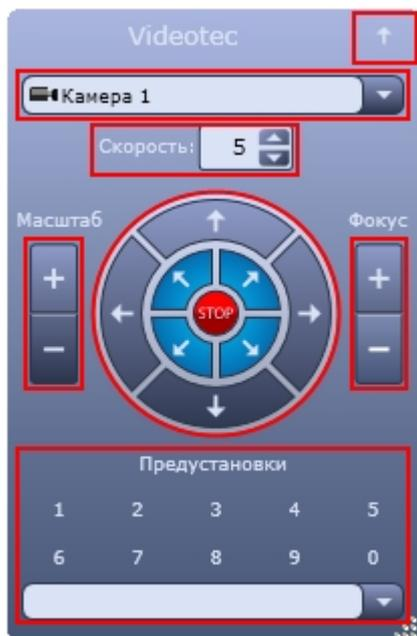 Videotec
Камера 1
Скорость: 5
Масштаб
Фокус
+ +
STOP
− −
Предустановки
1 2 3 4 5
6 7 8 9 0